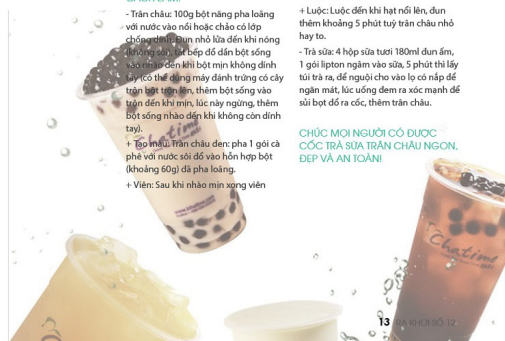 - Trân châu: 100g bột năng pha loãng
với nước vào nồi hoặc chảo có lớp
chống dính. Đun nhỏ lửa đến khi nóng
(không sôi), tắt bếp đổ dần bột sống
vào nhào đến khi bột mịn không dính
tay (có thể dùng máy đánh trứng có cây
trộn bột trộn lên, thêm bột sống vào
trộn đến khi mịn, lúc này ngừng, thêm
bột sống nhào đến khi không còn dính
tay).
+ Tạo màu: Trân châu đen: pha 1 gói cà
phê với nước sôi đổ vào hỗn hợp bột
(khoảng 60g) đã pha loãng.
+ Viên: Sau khi nhào mịn xong viên
+ Luộc: Luộc đến khi hạt nổi lên, đun
thêm khoảng 5 phút tuỳ trân châu nhỏ
hay to.
- Trà sữa: 4 hộp sữa tươi 180ml đun ấm,
1 gói lipton ngâm vào sữa, 5 phút thì lấy
túi trà ra, để nguội cho vào lọ có nắp để
ngăn mát, lúc uống đem ra xóc mạnh để
sủi bọt đổ ra cốc, thêm trân châu.
CHÚC MỌI NGƯỜI CÓ ĐƯỢC
CỐC TRÀ SỮA TRÂN CHÂU NGON,
ĐẸP VÀ AN TOÀN!
Chatime
Chatime
13 RA KHƠI SỐ 12